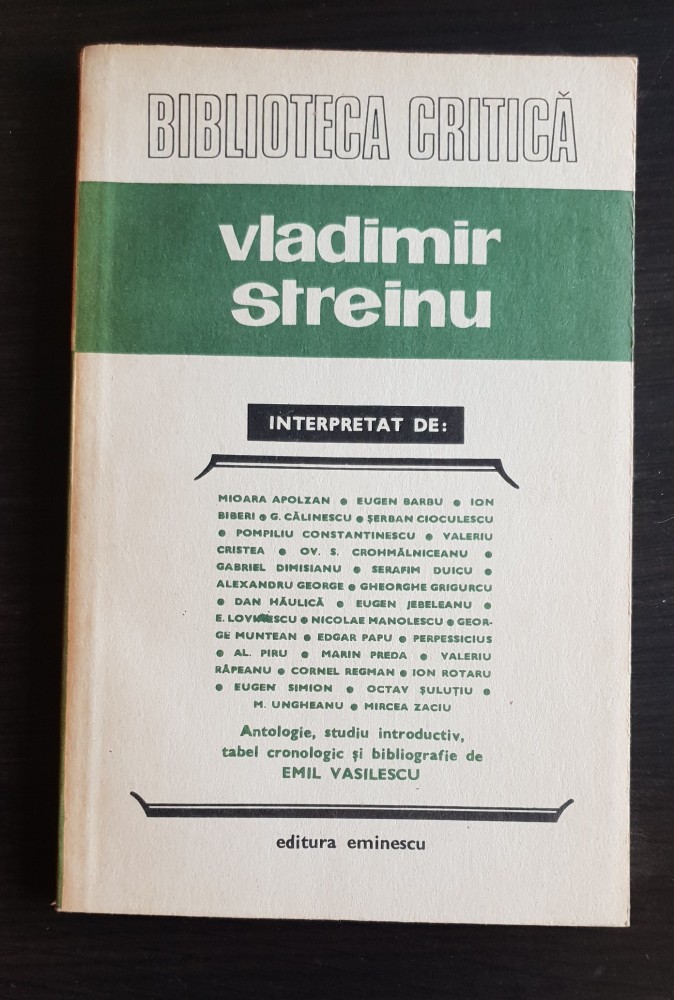 BIBLIOTECA CRITICĂ
vladimir
streinu
INTERPRETAT DE:
MIOARA APOLZAN • EUGEN BARBU • ION
BIBERI • G. CĂLINESCU • ȘERBAN CIOCULESCU
• POMPILIU CONSTANTINESCU • VALERIU
CRISTEA • OV. S. CROHMĂLNICEANU •
GABRIEL DIMISIANU • SERAFIM DUICU •
ALEXANDRU GEORGE • GHEORGHE GRIGURCU
• DAN HĂULICĂ • EUGEN JEBELEANU •
E. LOVINESCU • NICOLAE MANOLESCU • GEOR-
GE MUNTEAN • EDGAR PAPU • PERPESSICIUS
• AL. PIRU • MARIN PREDA • VALERIU
RÂPEANU • CORNEL REGMAN • ION ROTARU
• EUGEN SIMION • OCTAV ȘULUȚIU •
M. UNGHEANU • MIRCEA ZACIU
Antologie, studiu introductiv,
tabel cronologic și bibliografie de
EMIL VASILESCU
editura eminescu